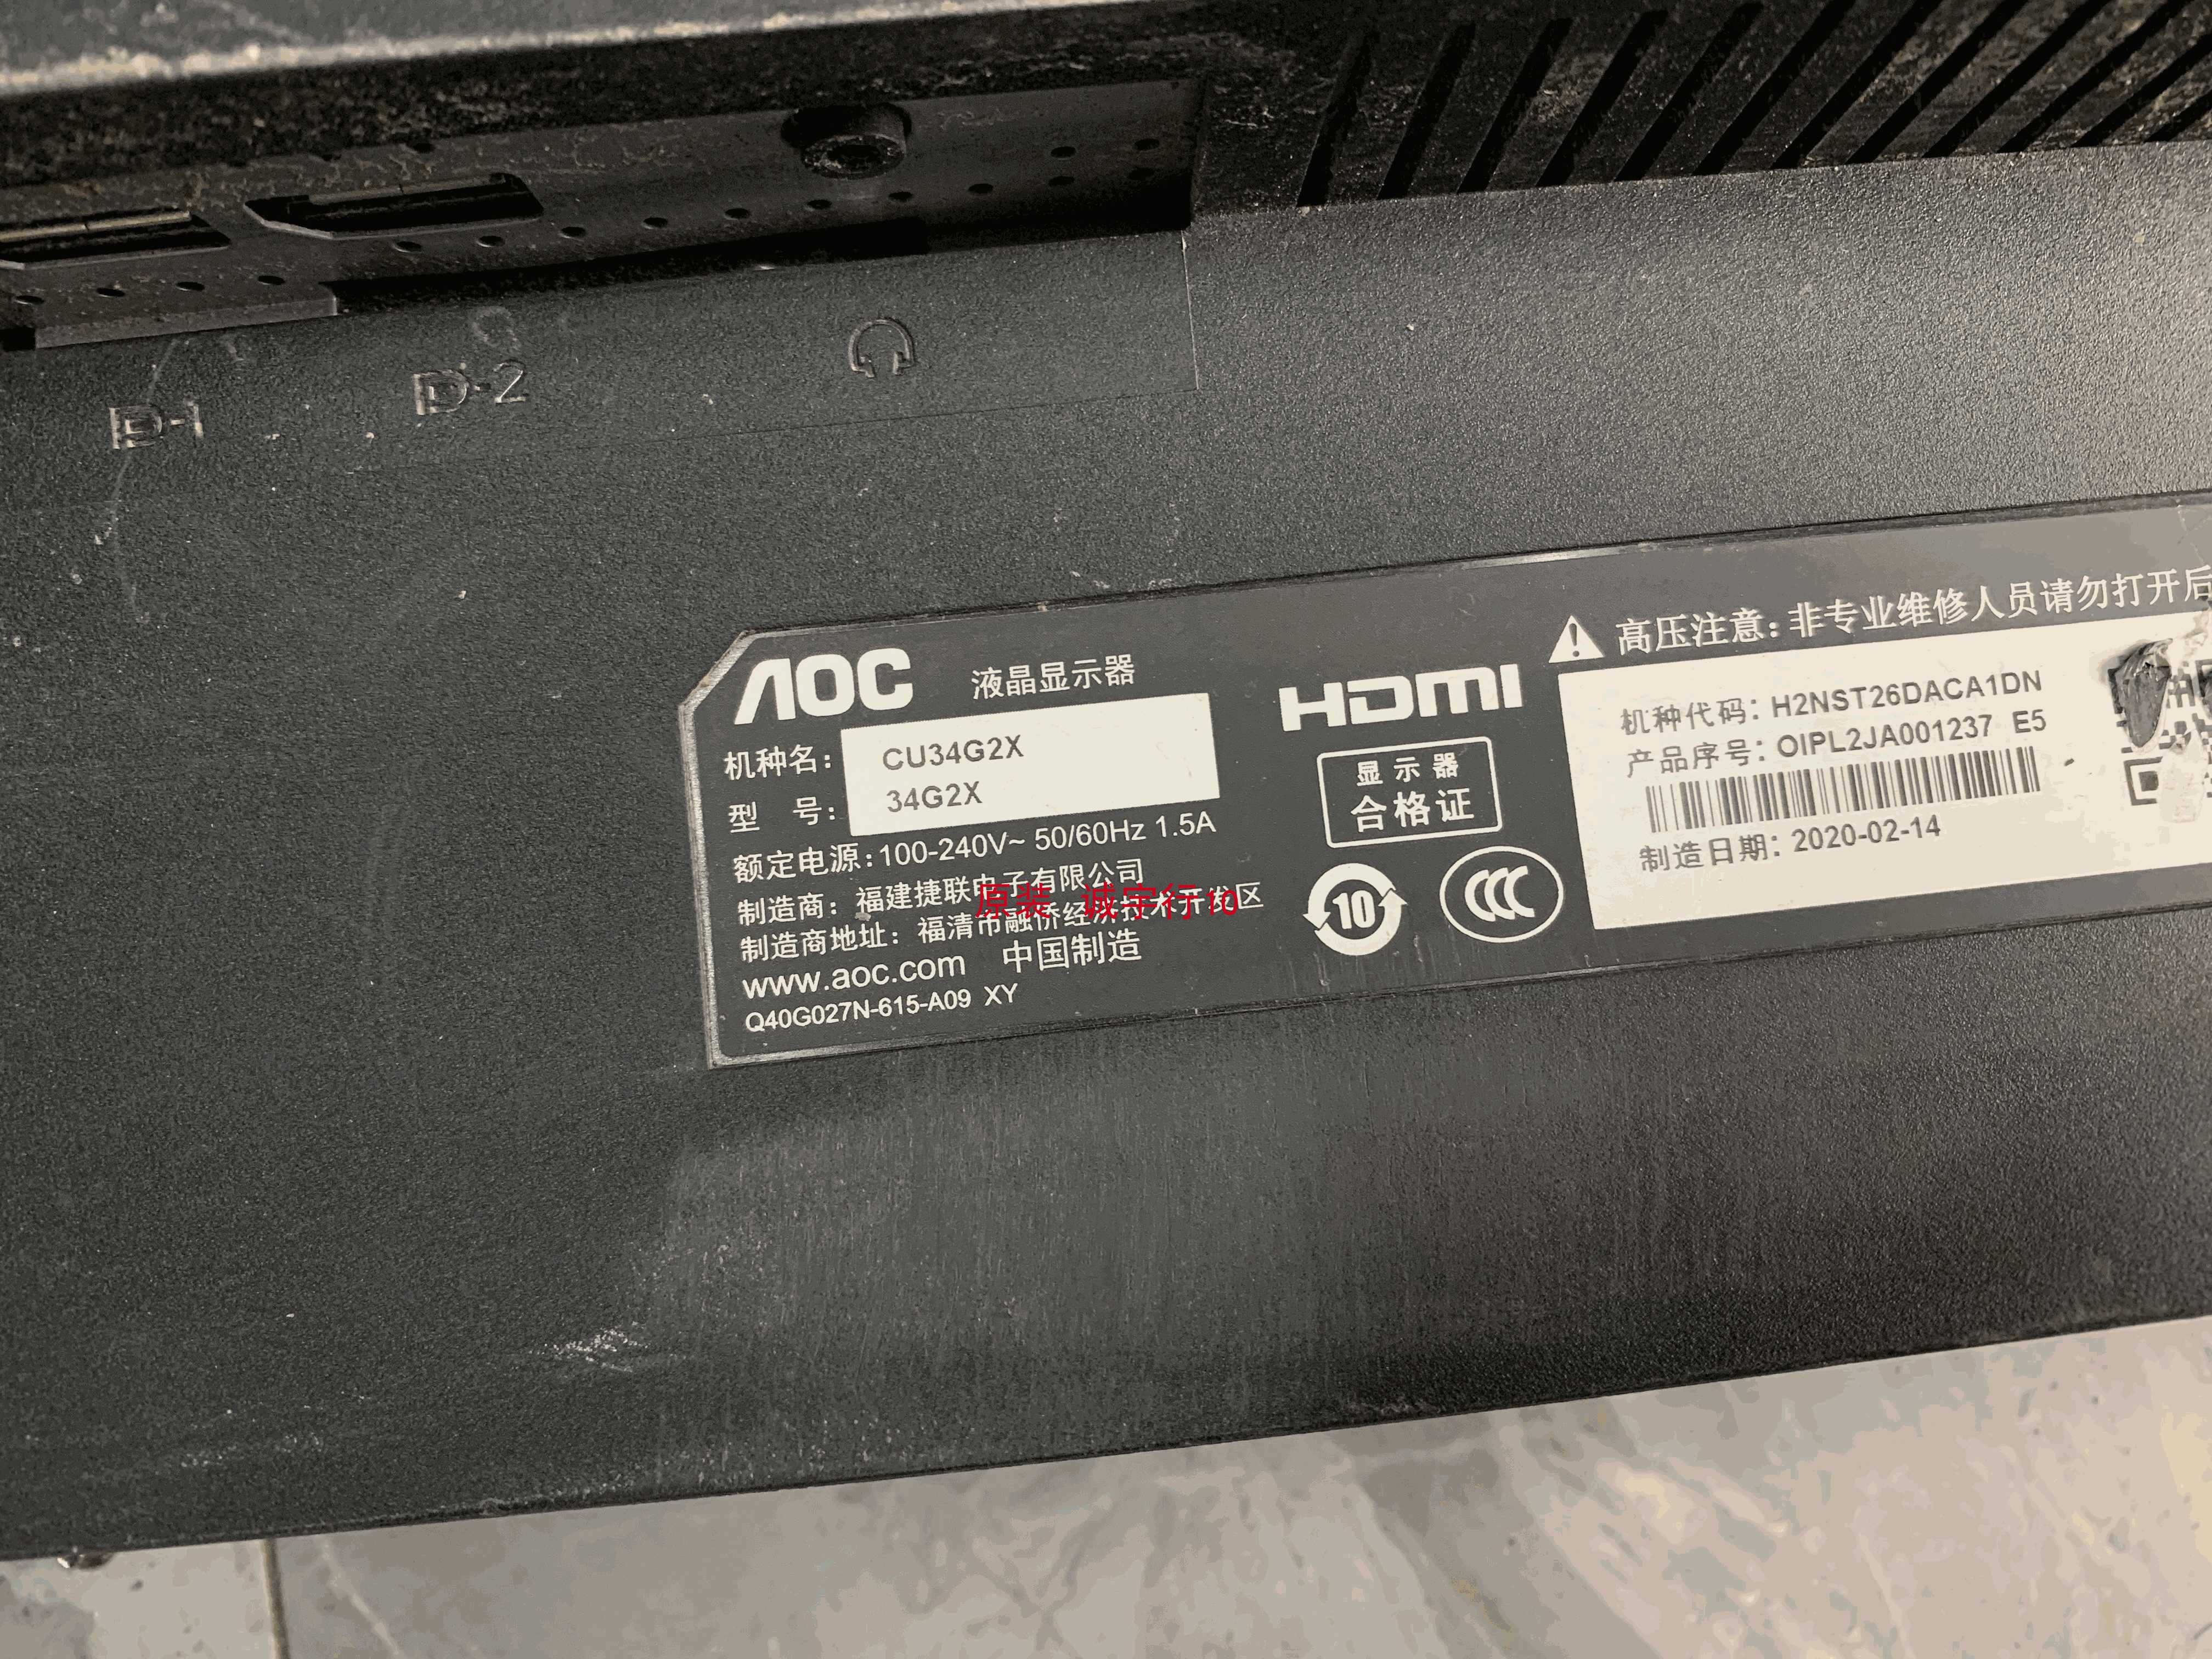 D-1
D-2
AOC 液晶显示器
机种名: CU34G2X
型 号: 34G2X
额定电源:100-240V~ 50/60Hz 1.5A
制造商: 福建捷联电子有限公司
制造商地址: 福清市融侨经济技术开发区
www.aoc.com 中国制造
Q40G027N-615-A09 XY
原装 诚宇行10
HDMI
显示器
合格证
10
CCC
高压注意:非专业维修人员请勿打开后
机种代码: H2NST26DACA1DN
产品序号: OIPL2JA001237 E5
制造日期: 2020-02-14